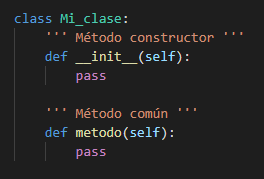 class Mi_clase:
    ''' Método constructor '''
    def __init__(self):
        pass

    ''' Método común '''
    def metodo(self):
        pass